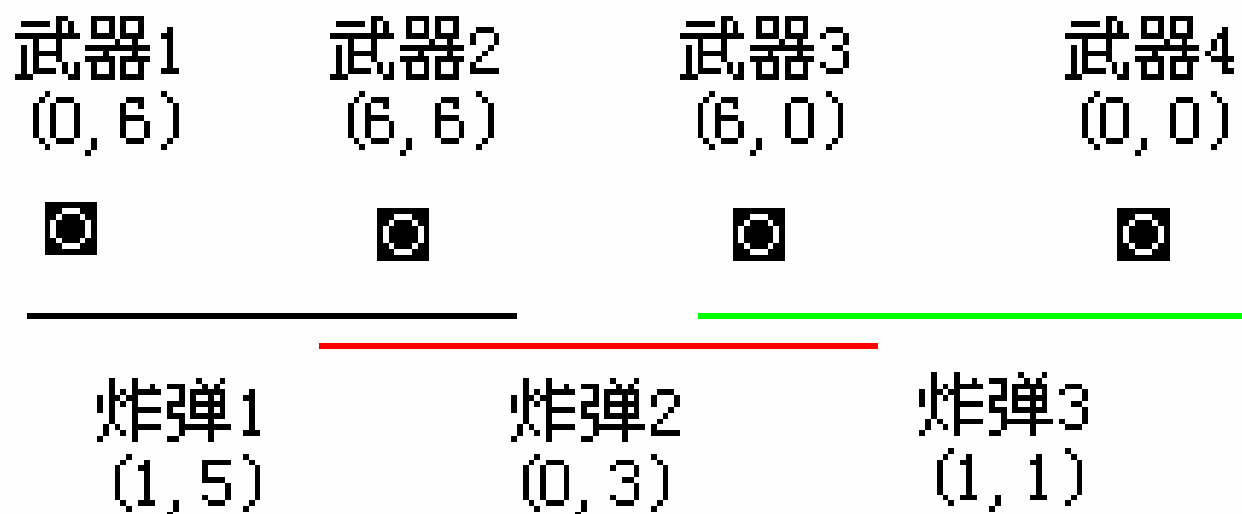 武器1 武器2 武器3 武器4
(0,6) (6,6) (6,0) (0,0)
炸弹1 炸弹2 炸弹3
(1,5) (0,3) (1,1)